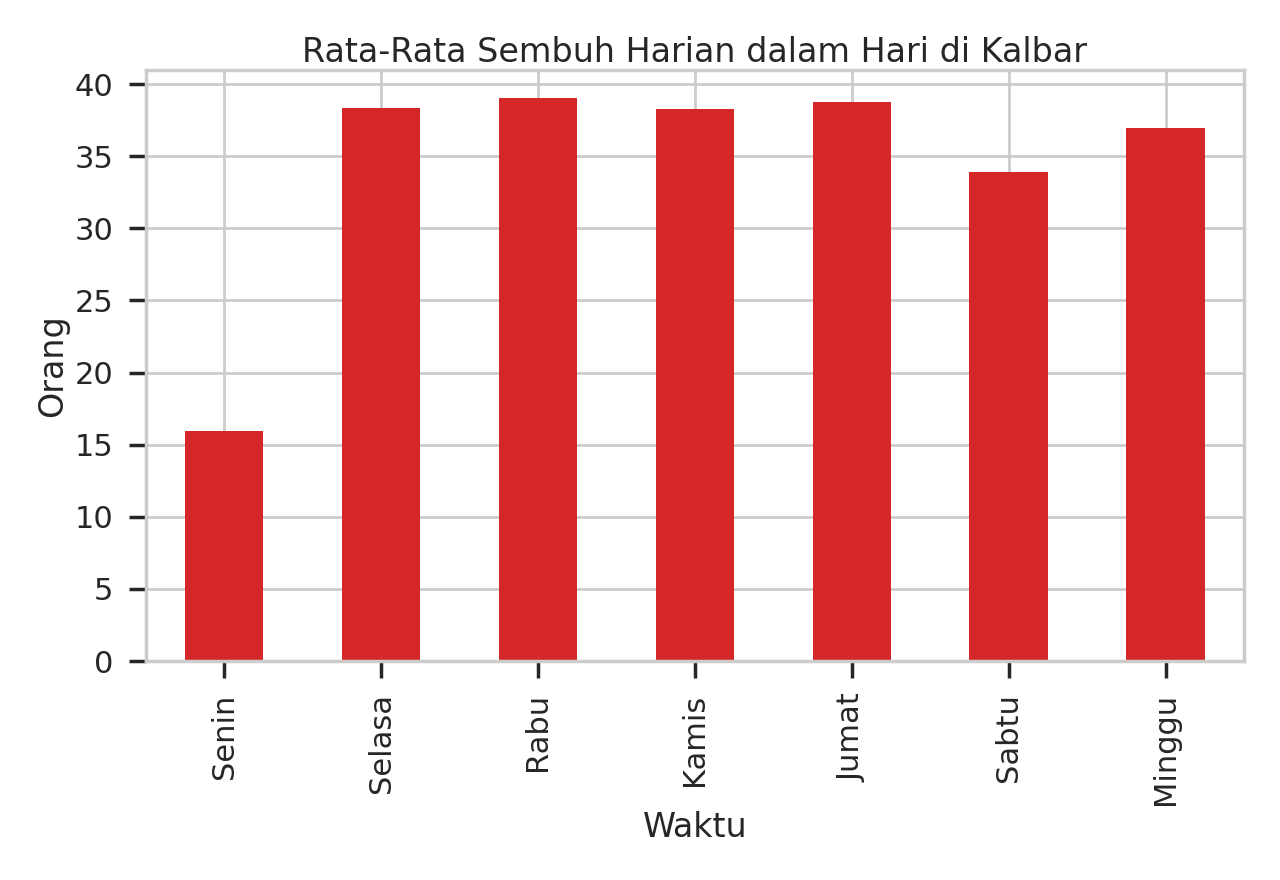 Rata-Rata Sembuh Harian dalam Hari di Kalbar
40
35
30
25
20
15
10
5
0
Orang
Senin
Selasa
Rabu
Kamis
Jumat
Sabtu
Minggu
Waktu